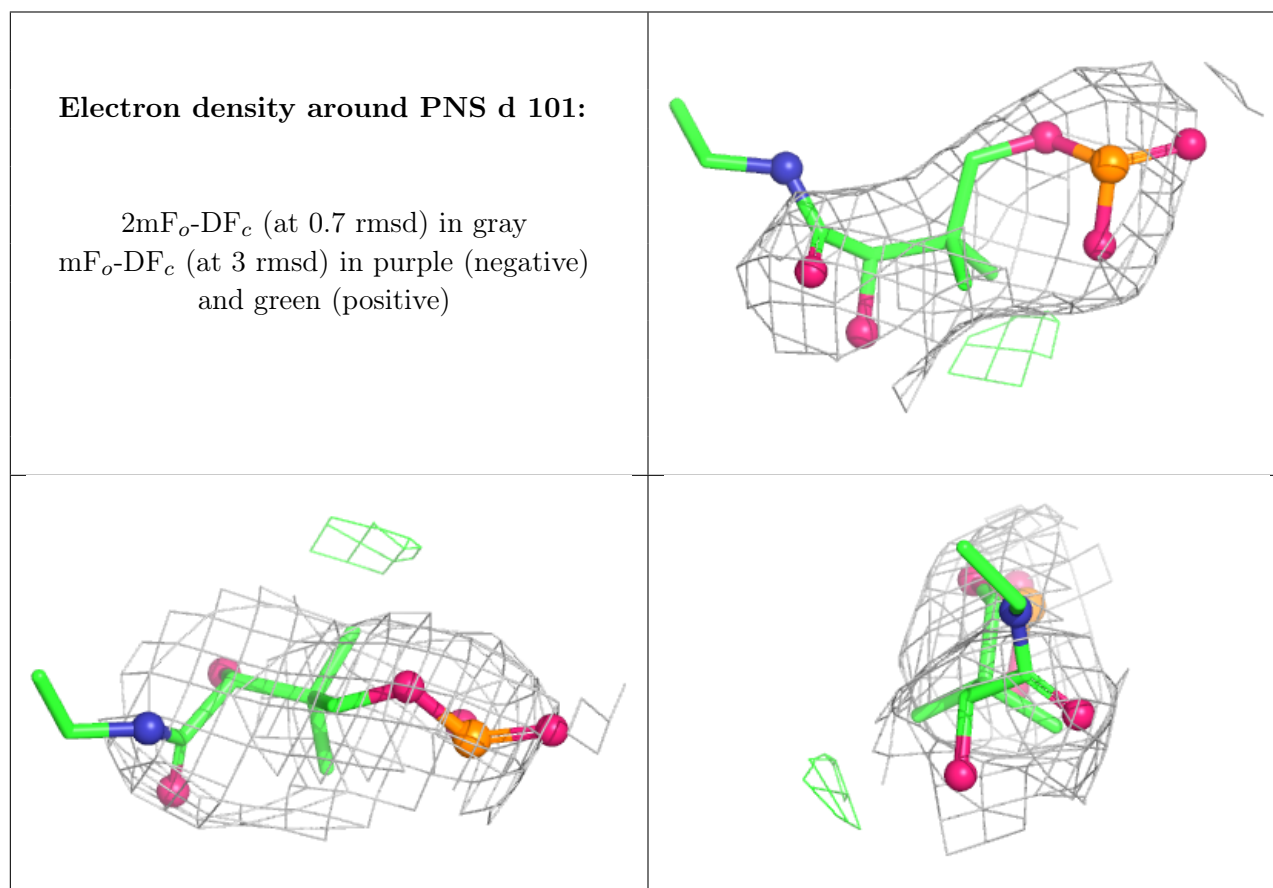 Electron density around PNS d 101:
2mFo-DFc (at 0.7 rmsd) in gray
mFo-DFc (at 3 rmsd) in purple (negative)
and green (positive)